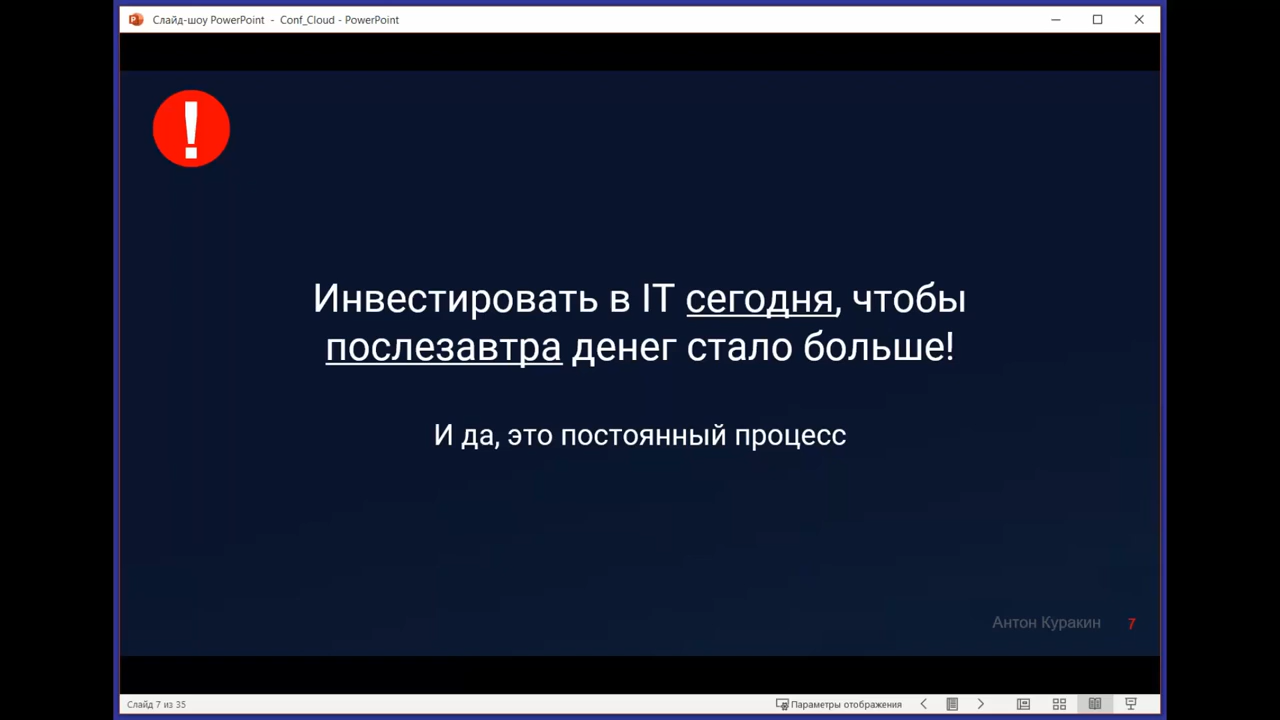 Слайд-шоу PowerPoint - Conf_Cloud - PowerPoint
!
Инвестировать в IT сегодня, чтобы
послезавтра денег стало больше!
И да, это постоянный процесс
Антон Куракин 7
Слайд 7 из 35 Параметры отображения